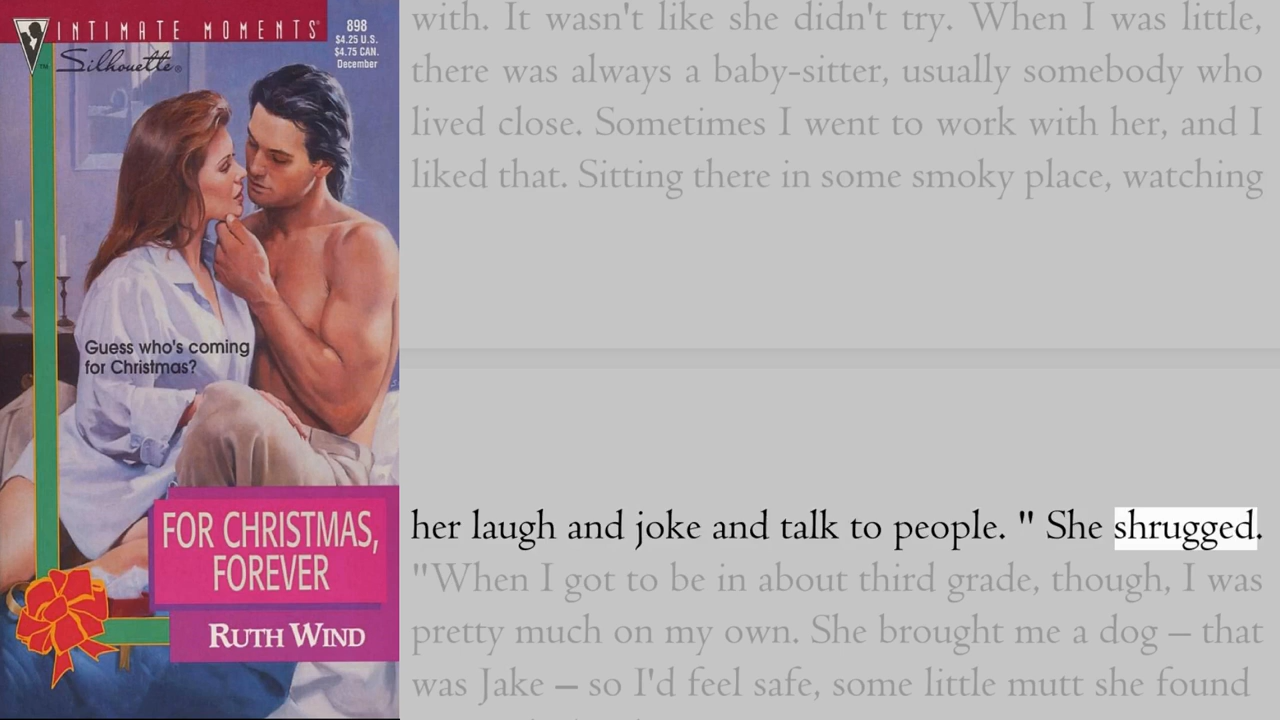 INTIMATE MOMENTS®
898
$4.25 U.S.
$4.75 CAN.
December
TM
Silhouette®
Guess who's coming
for Christmas?
FOR CHRISTMAS,
FOREVER
RUTH WIND
with. It wasn't like she didn't try. When I was little,
there was always a baby-sitter, usually somebody who
lived close. Sometimes I went to work with her, and I
liked that. Sitting there in some smoky place, watching
her laugh and joke and talk to people. " She shrugged.
"When I got to be in about third grade, though, I was
pretty much on my own. She brought me a dog – that
was Jake – so I'd feel safe, some little mutt she found